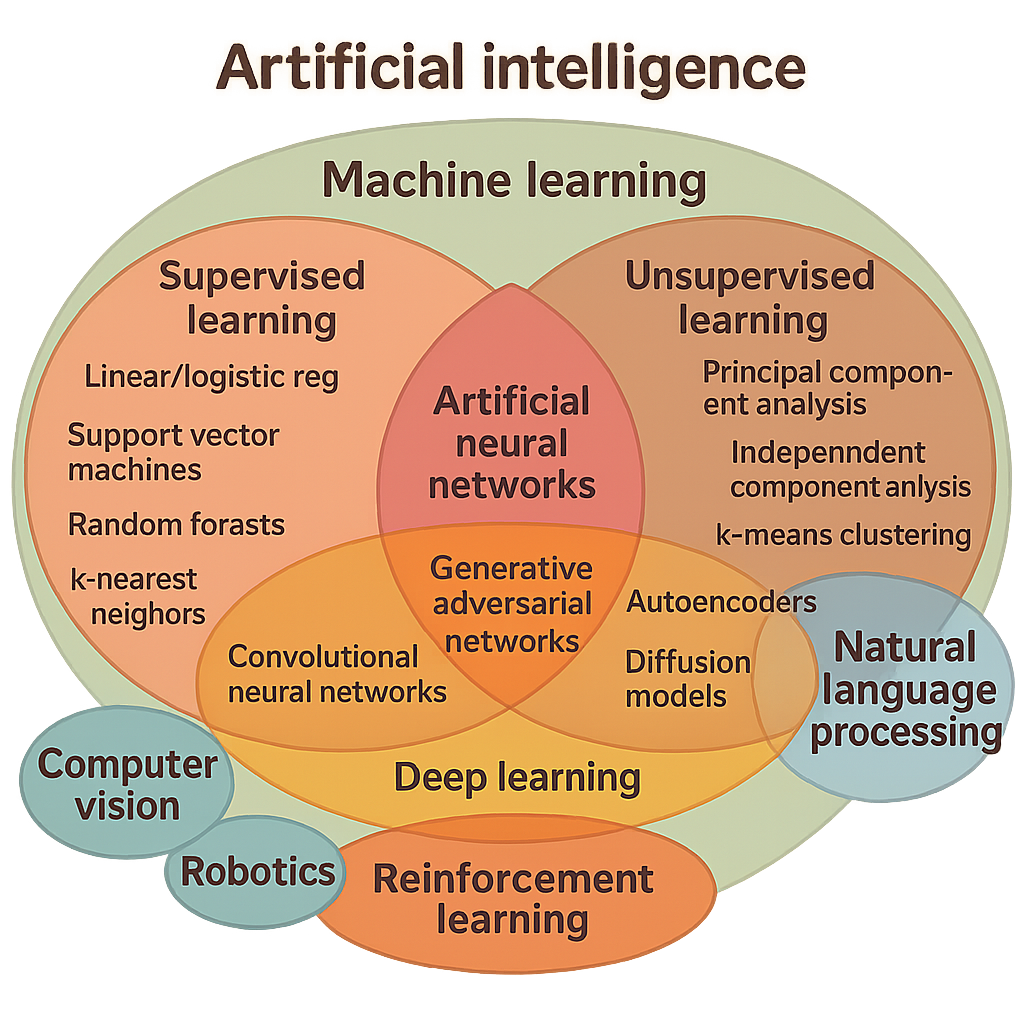 Artificial intelligence
Machine learning
Supervised
learning
Linear/logistic reg
Support vector
machines
Random forasts
k-nearest
neighors
Artificial
neural
networks
Unsupervised
learning
Principal compon-
ent analysis
Indepenndent
component anlysis
k-means clustering
Generative
adversarial
networks
Convolutional
neural networks
Autoencoders
Diffusion
models
Natural
language
processing
Deep learning
Computer
vision
Robotics
Reinforcement
learning